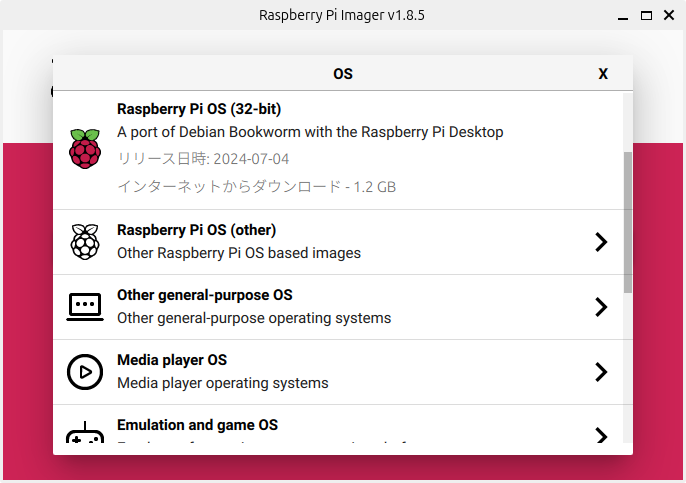 Raspberry Pi Imager v1.8.5
OS
X
Raspberry Pi OS (32-bit)
A port of Debian Bookworm with the Raspberry Pi Desktop
リリース日時: 2024-07-04
インターネットからダウンロード - 1.2 GB
Raspberry Pi OS (other)
Other Raspberry Pi OS based images
Other general-purpose OS
Other general-purpose operating systems
Media player OS
Media player operating systems
Emulation and game OS